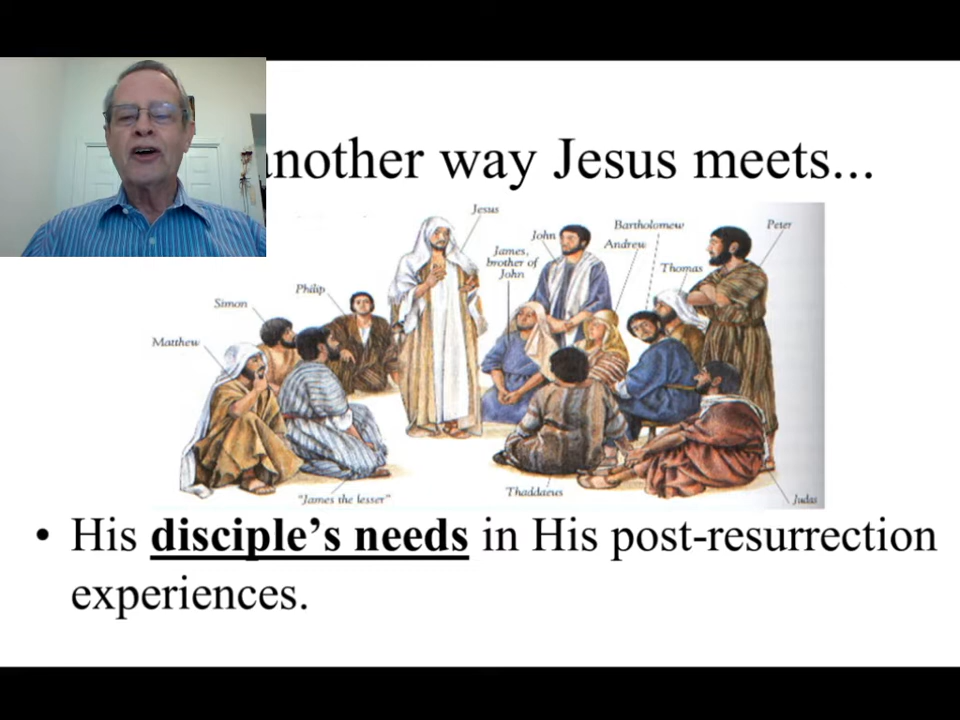 another way Jesus meets...
Jesus
Bartholomew
Peter
John
Andrew
James,
brother of
John
Thomas
Philip
Simon
Matthew
"James the lesser"
Thaddaeus
Judas
• His disciple's needs in His post-resurrection
experiences.